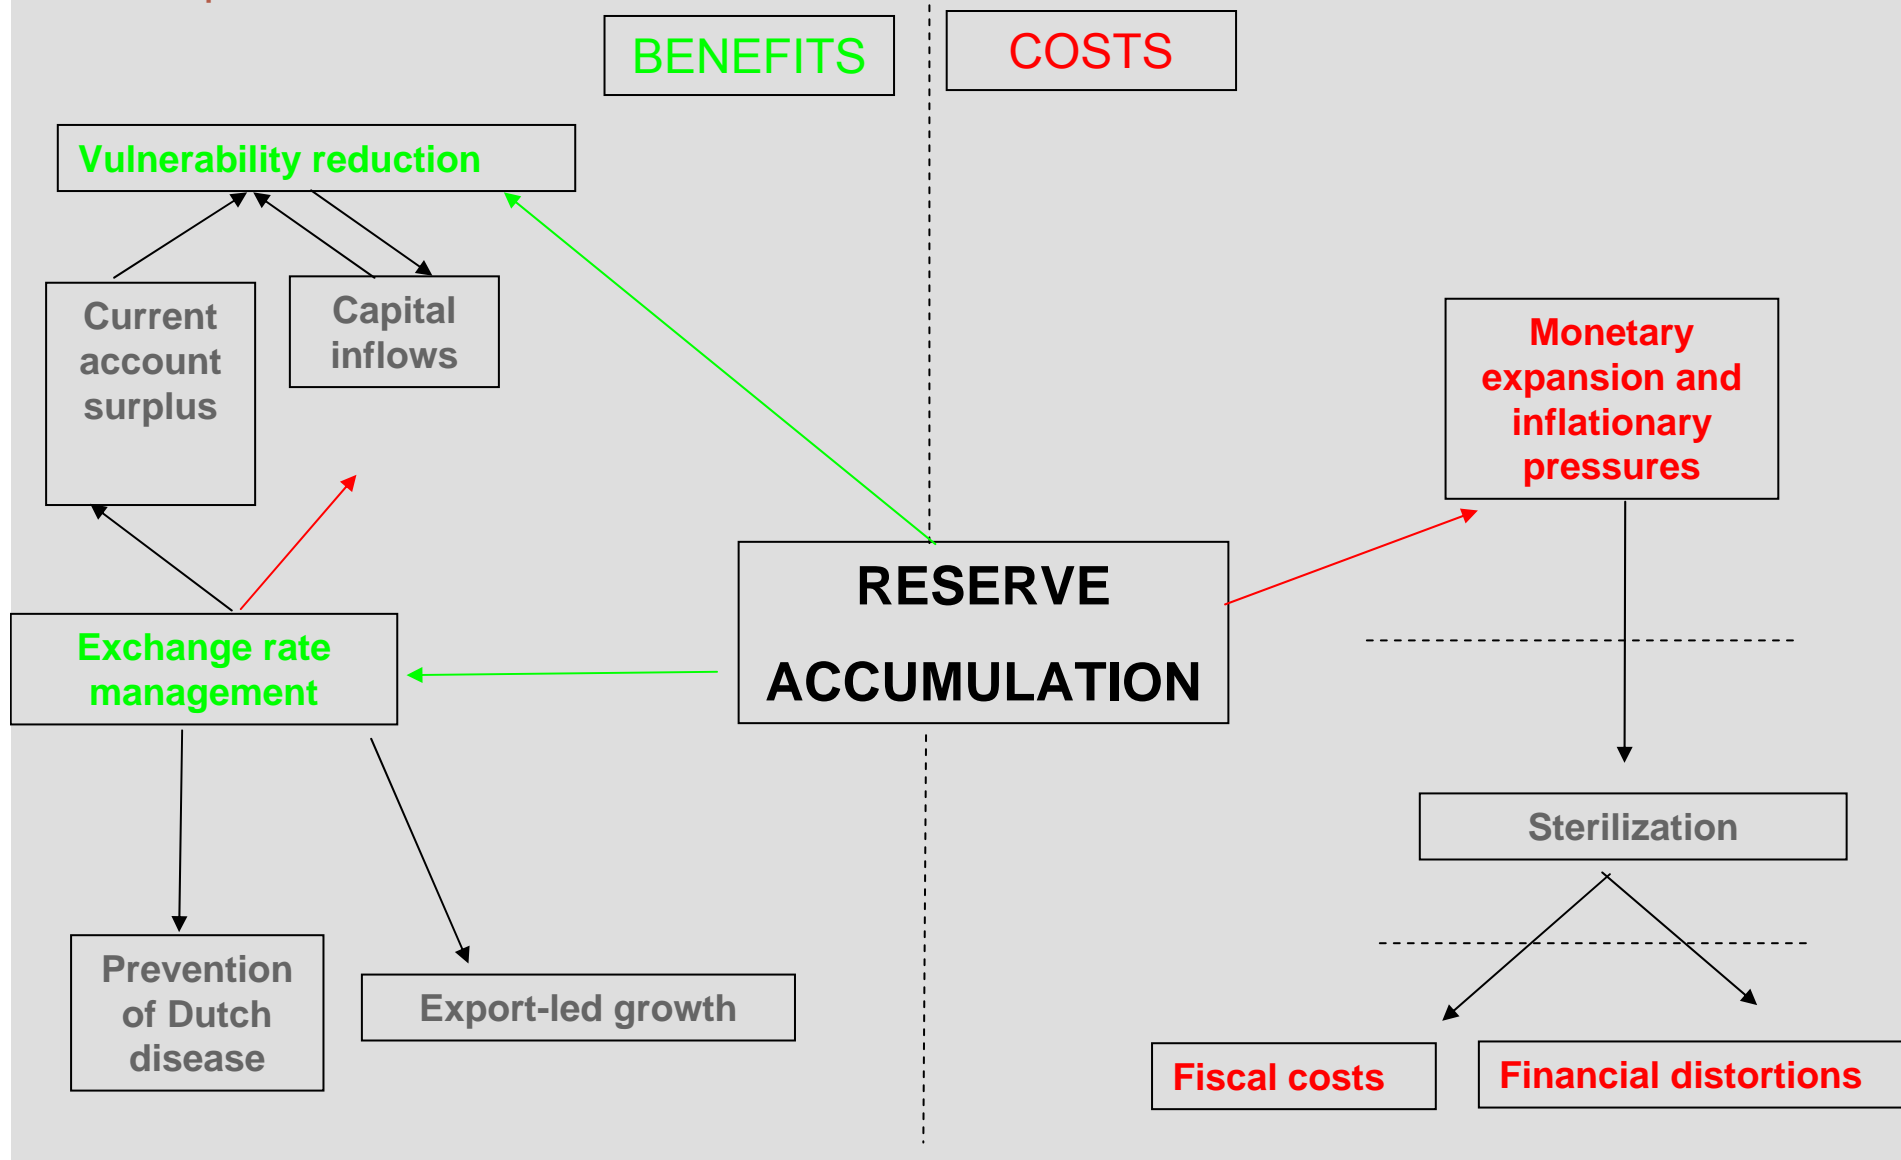 BENEFITS
COSTS
Vulnerability reduction
Current
account
surplus
Capital
inflows
Monetary
expansion and
inflationary
pressures
RESERVE
ACCUMULATION
Exchange rate
management
Sterilization
Prevention
of Dutch
disease
Export-led growth
Fiscal costs
Financial distortions